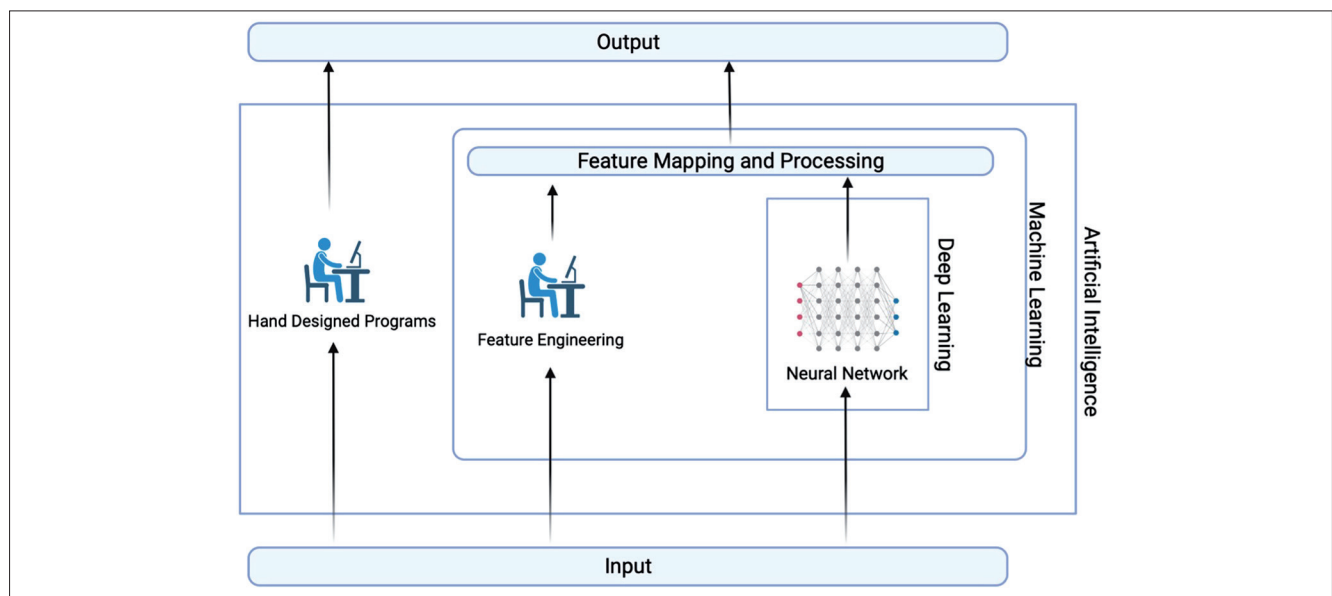 Output
Feature Mapping and Processing
Hand Designed Programs
Feature Engineering
Neural Network
Deep Learning
Machine Learning
Artificial Intelligence
Input